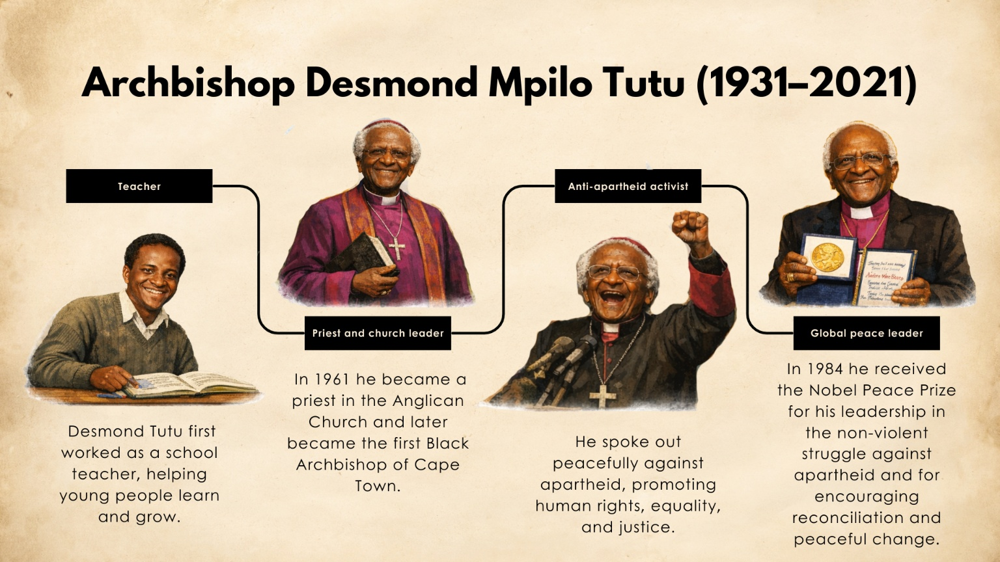 Archbishop Desmond Mpilo Tutu (1931–2021)
Teacher
Desmond Tutu first
worked as a school
teacher, helping
young people learn
and grow.
Priest and church leader
In 1961 he became a
priest in the Anglican
Church and later
became the first Black
Archbishop of Cape
Town.
Anti-apartheid activist
He spoke out
peacefully against
apartheid, promoting
human rights, equality,
and justice.
Global peace leader
In 1984 he received
the Nobel Peace Prize
for his leadership in
the non-violent
struggle against
apartheid and for
encouraging
reconciliation and
peaceful change.